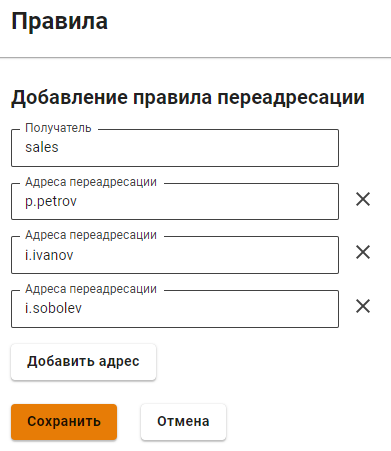 Правила
Добавление правила переадресации
Получатель
sales
Адреса переадресации
p.petrov
Адреса переадресации
i.ivanov
Адреса переадресации
i.sobolev
Добавить адрес
Сохранить
Отмена